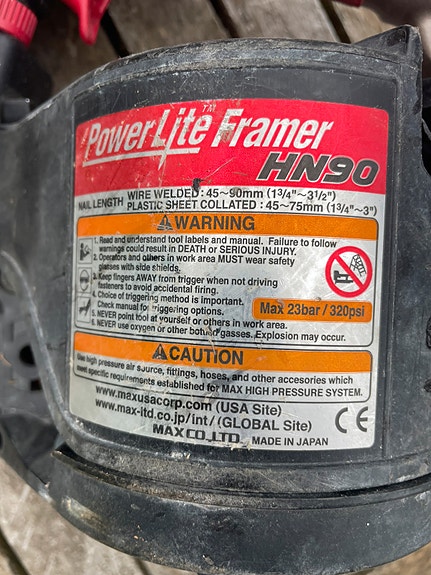 PowerLite Framer™
HN90
NAIL LENGTH WIRE WELDED: 45~90mm (1³/4"~3¹/2")
PLASTIC SHEET COLLATED: 45~75mm (1³/4"~3")
WARNING
1. Read and understand tool labels and manual. Failure to follow
warnings could result in DEATH or SERIOUS INJURY.
2. Operators and others in work area MUST wear safety
glasses with side shields.
3. Keep fingers AWAY from trigger when not driving
fasteners to avoid accidental firing.
4. Choice of triggering method is important.
Check manual for triggering options.
Max 23bar / 320psi
5. NEVER point tool at yourself or others in work area.
6. NEVER use oxygen or other bottled gasses. Explosion may occur.
CAUTION
Use high pressure air source, fittings, hoses, and other accesories which
meet specific requirements established for MAX HIGH PRESSURE SYSTEM.
www.maxusacorp.com (USA Site)
www.max-ltd.co.jp/int/ (GLOBAL Site)
MAX CO., LTD. MADE IN JAPAN
CE